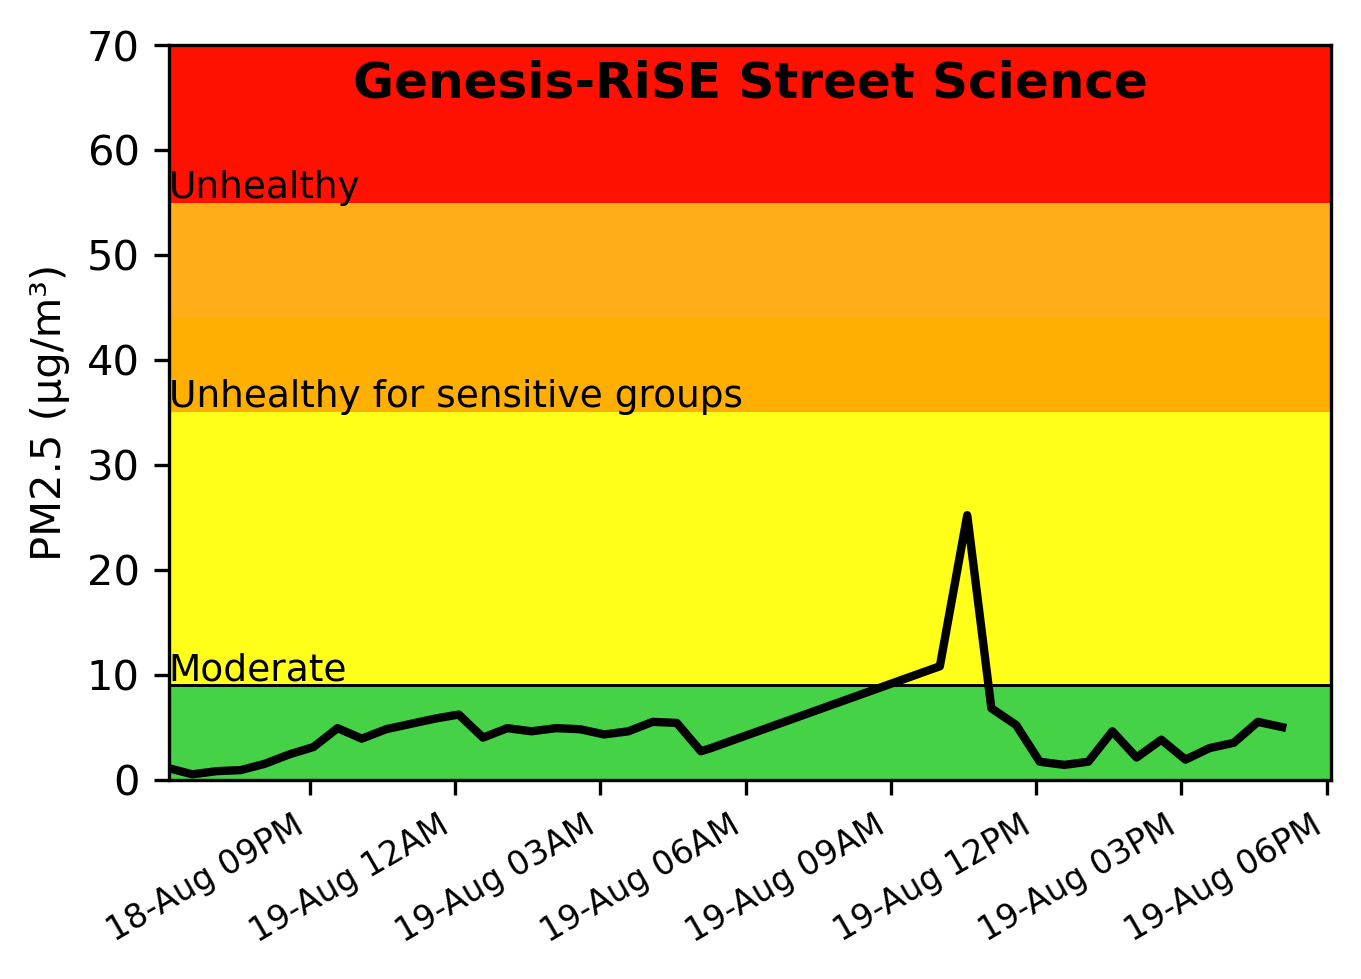 Genesis-RiSE Street Science
70
60
Unhealthy
50
40
Unhealthy for sensitive groups
30
20
Moderate
10
0
PM2.5 (µg/m³)
18-Aug 09PM
19-Aug 12AM
19-Aug 03AM
19-Aug 06AM
19-Aug 09AM
19-Aug 12PM
19-Aug 03PM
19-Aug 06PM